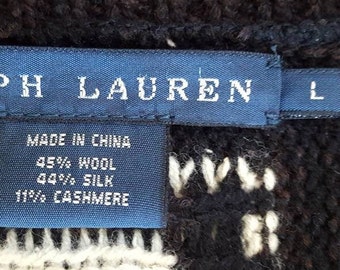 PH LAUREN
L
MADE IN CHINA
45% WOOL
44% SILK
11% CASHMERE